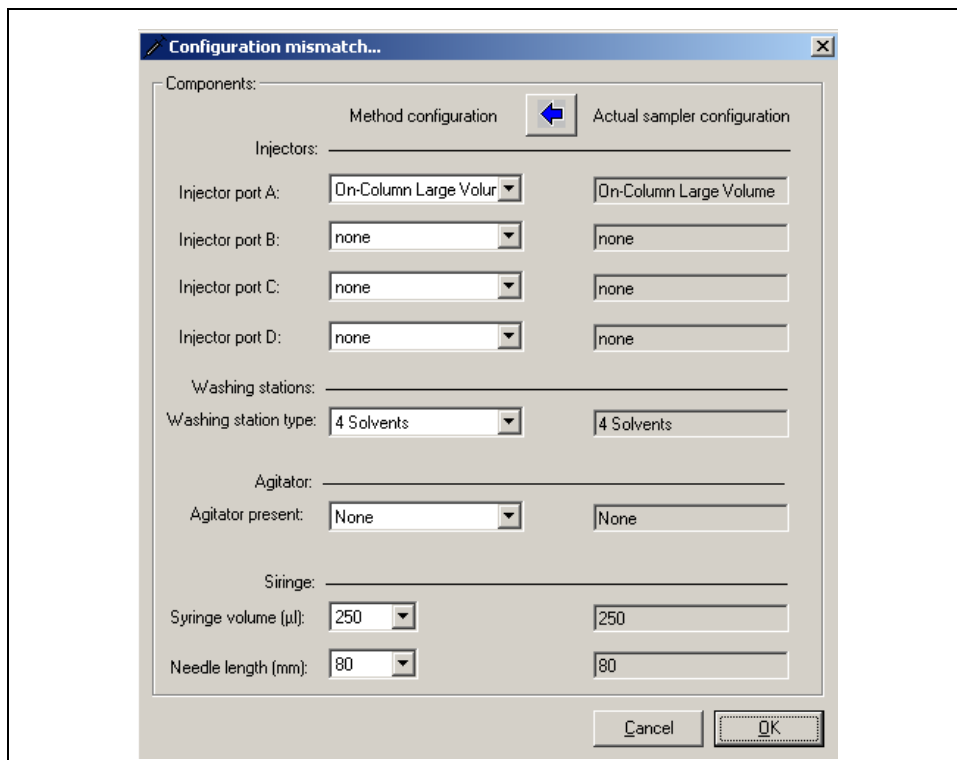 Configuration mismatch...
Components:
Method configuration Actual sampler configuration
Injectors:
Injector port A: On-Column Large Volur On-Column Large Volume
Injector port B: none none
Injector port C: none none
Injector port D: none none
Washing stations:
Washing station type: 4 Solvents 4 Solvents
Agitator:
Agitator present: None None
Siringe:
Syringe volume (µl): 250 250
Needle length (mm): 80 80
Cancel OK